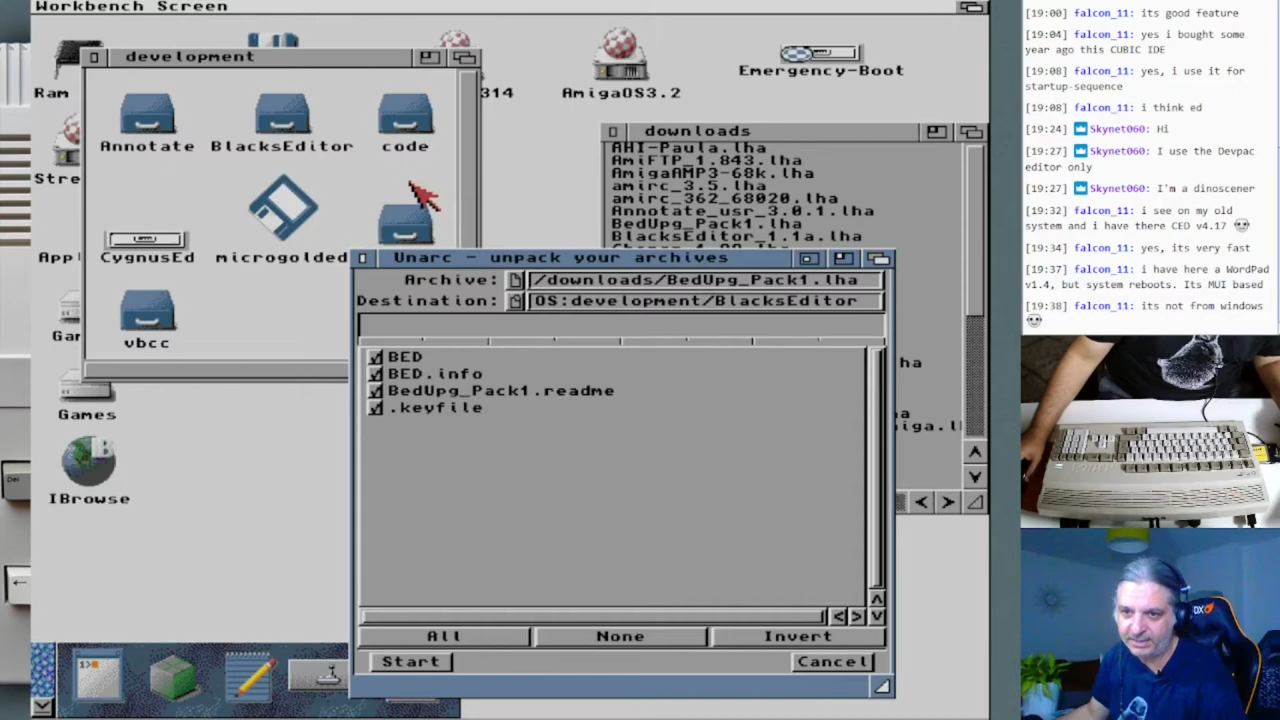 Workbench Screen
development
Ram
314
AmigaOS3.2
Emergency-Boot
Annotate
BlacksEditor
code
Stre
App
CygnusEd
microgolded
vbcc
Gar
Games
IBrowse
downloads
AHI-Paula.lha
AmiFTP_1.843.lha
AmigaAMP3-68k.lha
amirc_3.5.lha
amirc_362_68020.lha
Annotate_usr_3.0.1.lha
BedUpg_Pack1.lha
BlacksEditor_1.1a.lha
ha
iga.l
Unarc - unpack your archives
Archive: /downloads/BedUpg_Pack1.lha
Destination: OS:development/BlacksEditor
BED
BED.info
BedUpg_Pack1.readme
.keyfile
All None Invert
Start Cancel
[19:00] falcon_11: its good feature
[19:04] falcon_11: yes i bought some
year ago this CUBIC IDE
[19:08] falcon_11: yes, i use it for
startup-sequence
[19:08] falcon_11: i think ed
[19:24] Skynet060: Hi
[19:27] Skynet060: I use the Devpac
editor only
[19:27] Skynet060: I'm a dinoscener
[19:32] falcon_11: i see on my old
system and i have there CED v4.17
[19:34] falcon_11: yes, its very fast
[19:37] falcon_11: i have here a WordPad
v1.4, but system reboots. Its MUI based
[19:38] falcon_11: its not from windows
Del